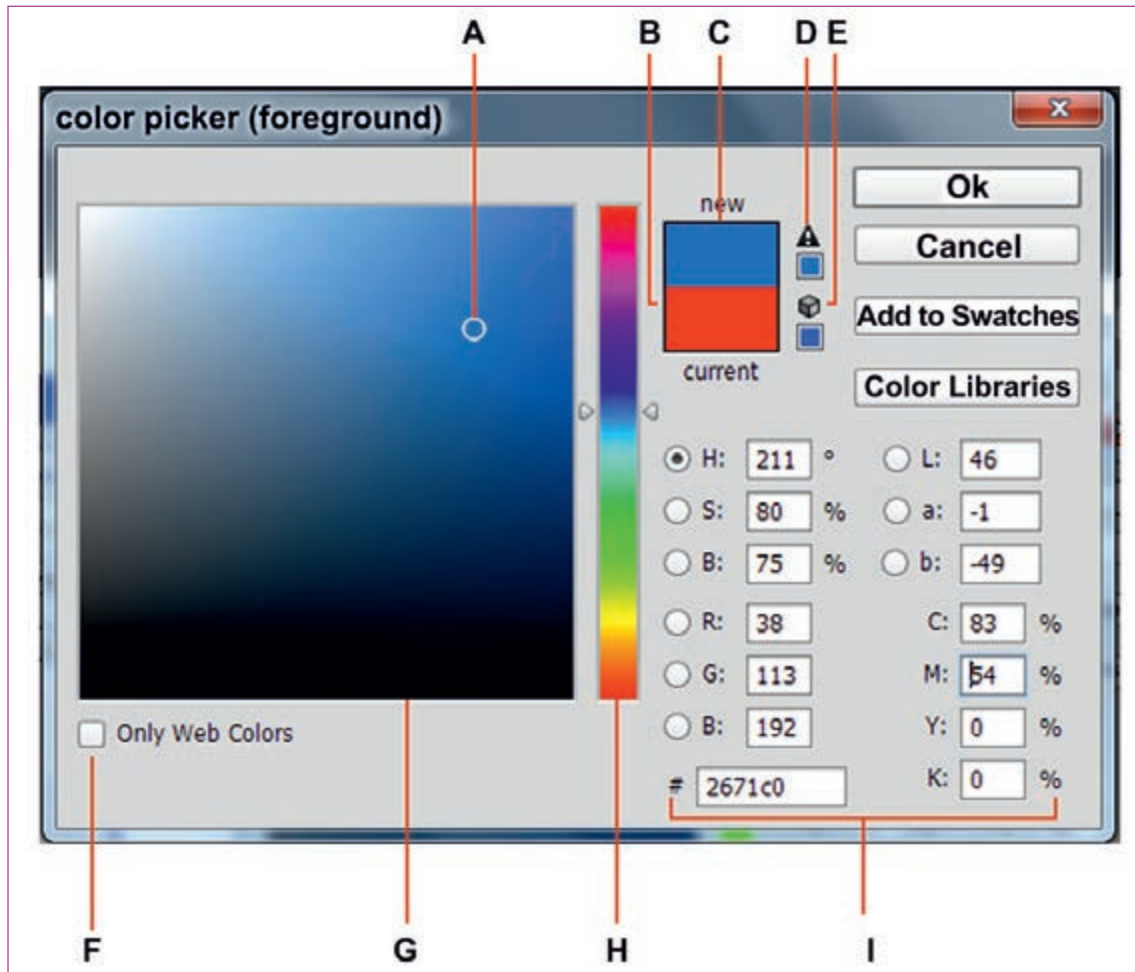 A B C D E
color picker (foreground)
new
current
Ok
Cancel
Add to Swatches
Color Libraries
H: 211 ° L: 46
S: 80 % a: -1
B: 75 % b: -49
R: 38 C: 83 %
G: 113 M: 54 %
B: 192 Y: 0 %
# 2671c0 K: 0 %
Only Web Colors
F G H I